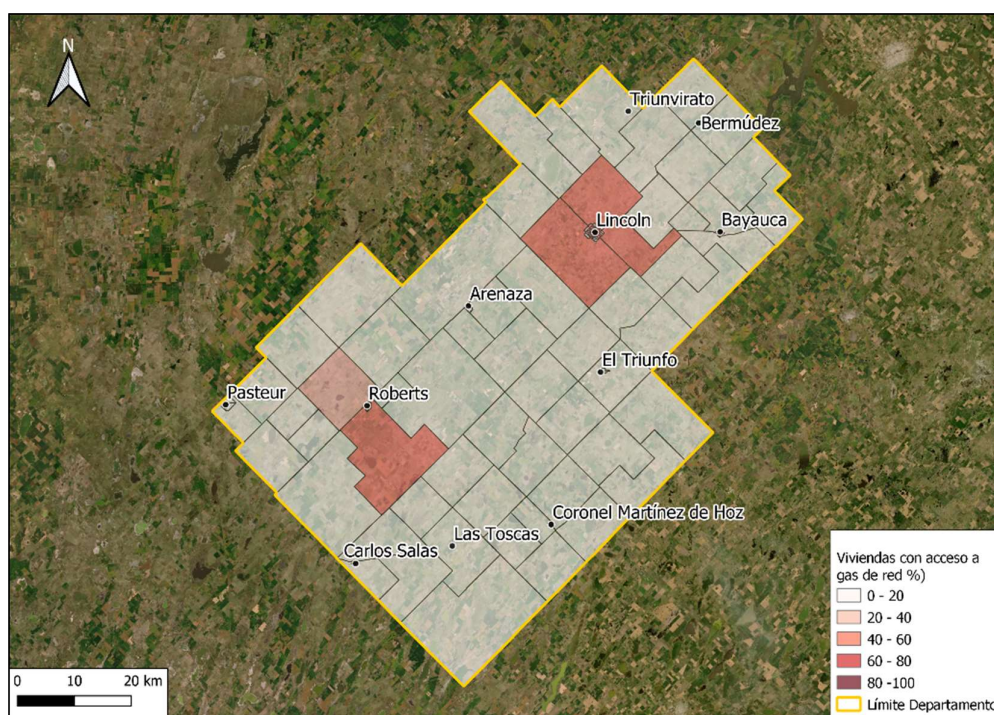 N
Triunvirato
Bermúdez
Lincoln
Bayauca
Arenaza
El Triunfo
Pasteur
Roberts
Coronel Martínez de Hoz
Las Toscas
Carlos Salas
Viviendas con acceso a
gas de red %)
0 - 20
20 - 40
40 - 60
60 - 80
80 -100
Límite Departamento
0 10 20 km